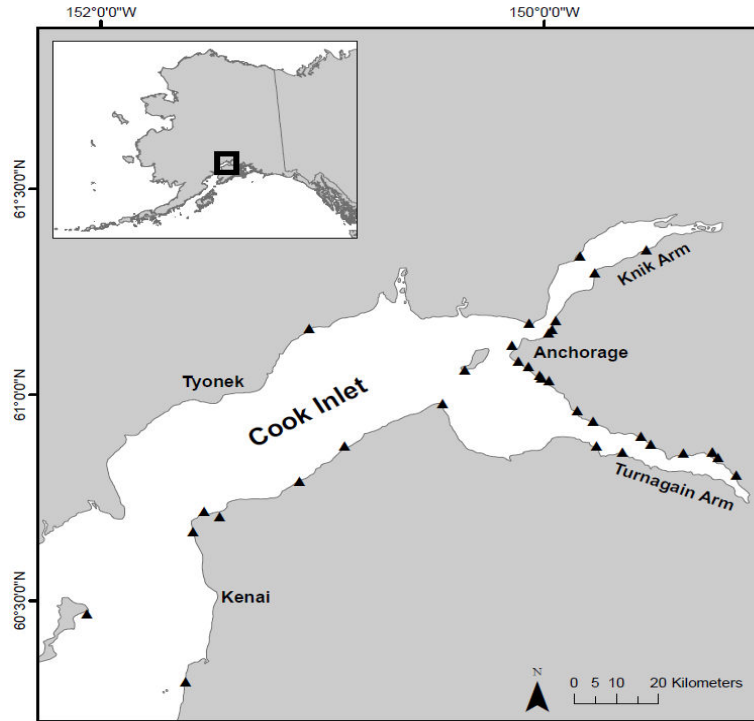 152°0'0"W
150°0'0"W
61°30'0"N
Knik Arm
Anchorage
Tyonek
61°0'0"N
Cook Inlet
Turnagain Arm
60°30'0"N
Kenai
N
0 5 10 20 Kilometers